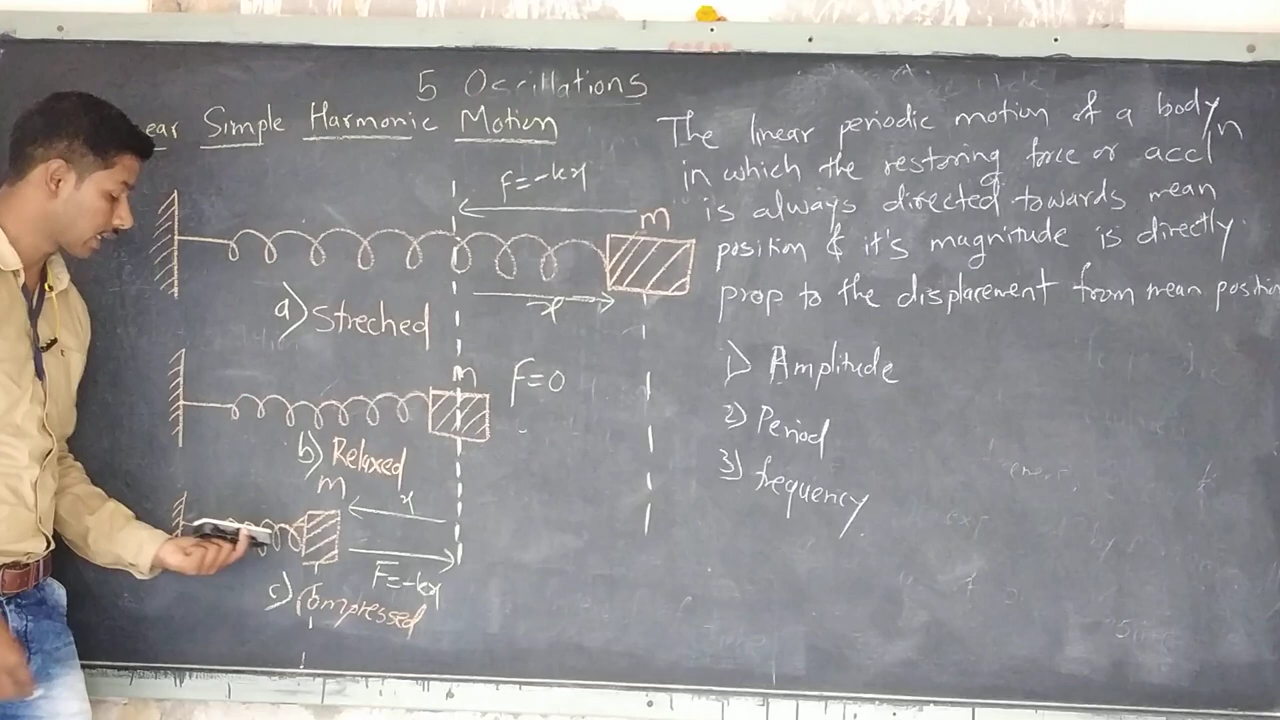 5 Oscillations
ear Simple Harmonic Motion
F=-kx
m
x
a) Streched
m
F=0
b) Relaxed
m
x
F=-kx
c) Compressed
The linear periodic motion of a body
in which the restoring force or accln
is always directed towards mean
position & it's magnitude is directly
prop to the displacement from mean position
1) Amplitude
2) Period
3) frequency